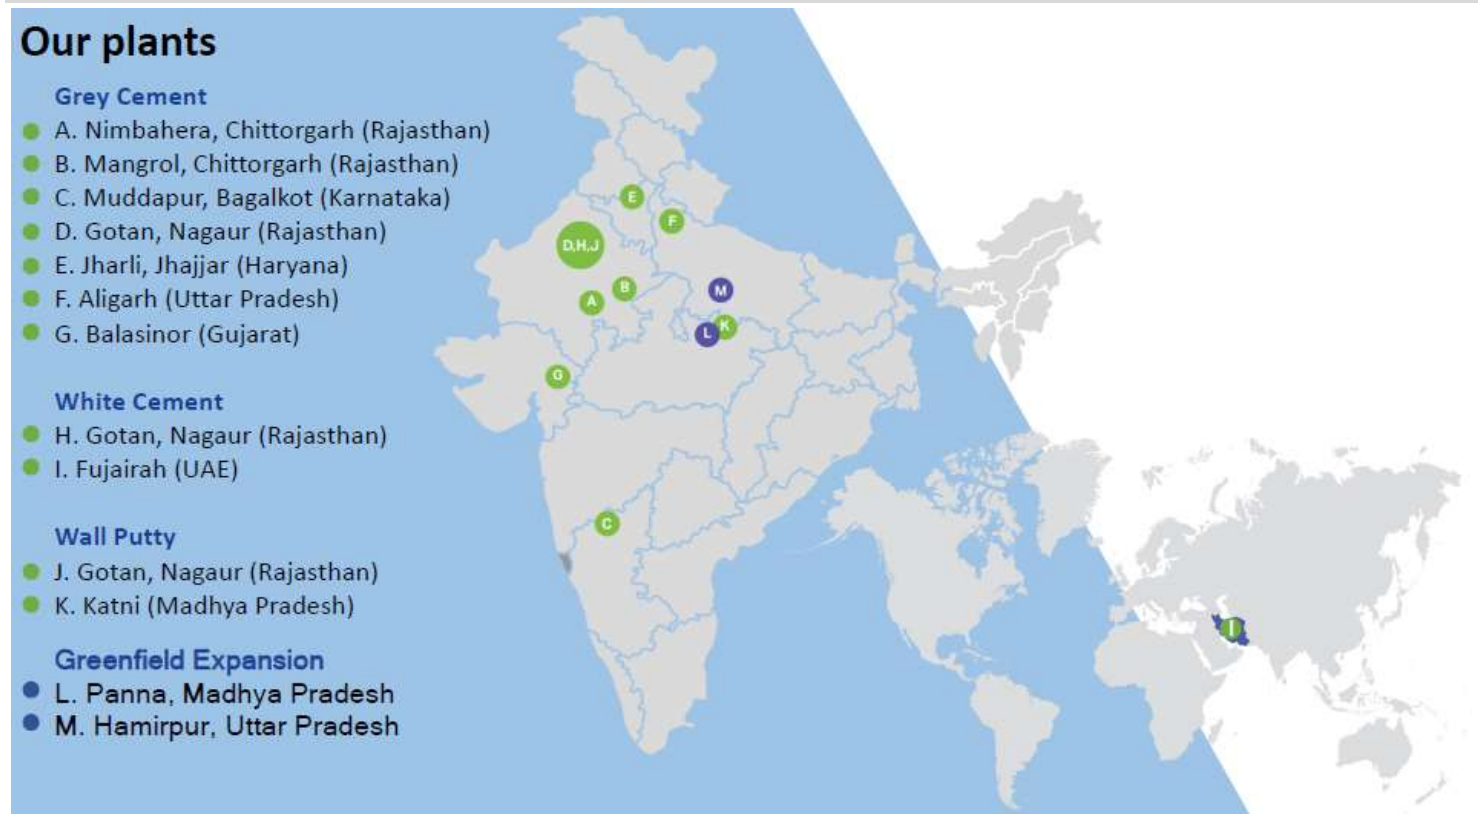 Our plants
Grey Cement
A. Nimbahera, Chittorgarh (Rajasthan)
B. Mangrol, Chittorgarh (Rajasthan)
C. Muddapur, Bagalkot (Karnataka)
D. Gotan, Nagaur (Rajasthan)
E. Jharli, Jhajjar (Haryana)
F. Aligarh (Uttar Pradesh)
G. Balasinor (Gujarat)
White Cement
H. Gotan, Nagaur (Rajasthan)
I. Fujairah (UAE)
Wall Putty
J. Gotan, Nagaur (Rajasthan)
K. Katni (Madhya Pradesh)
Greenfield Expansion
L. Panna, Madhya Pradesh
M. Hamirpur, Uttar Pradesh
E
F
D,H,J
B
M
A
K
L
G
C
I